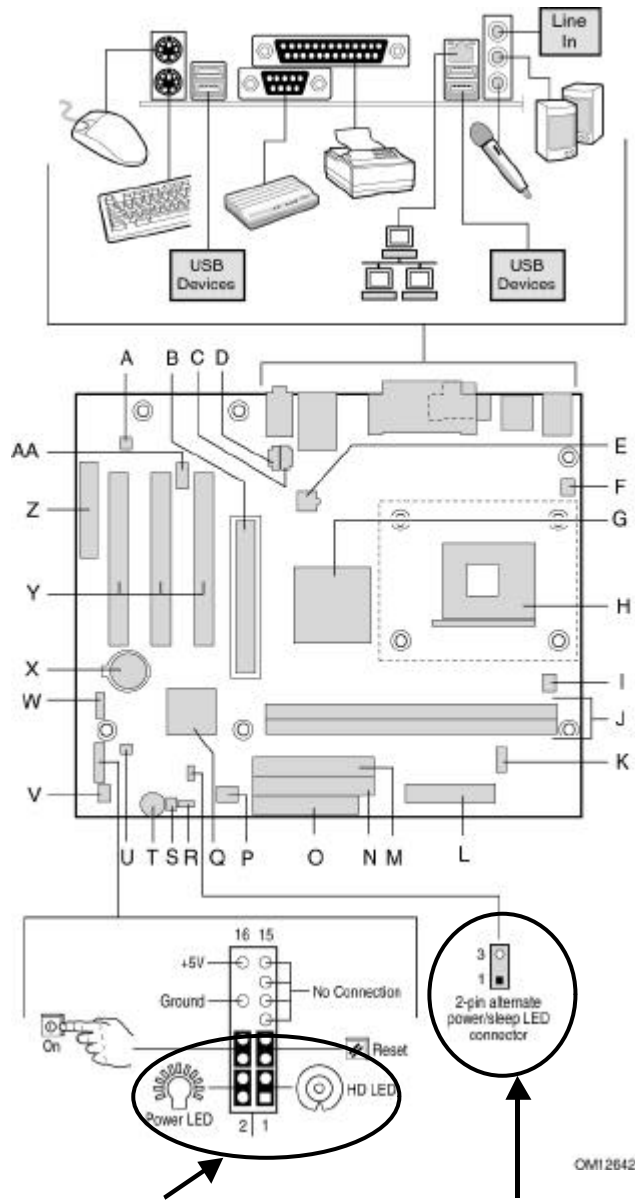 Line
In
USB
Devices
USB
Devices
A
B
C
D
AA
E
F
Z
G
Y
H
X
I
W
J
K
V
U
T
S
R
Q
P
O
N
M
L
16 15
+5V
No Connection
Ground
On
Reset
HD LED
Power LED
2 1
3
1
2-pin alternate
power/sleep LED
connector
OM12642